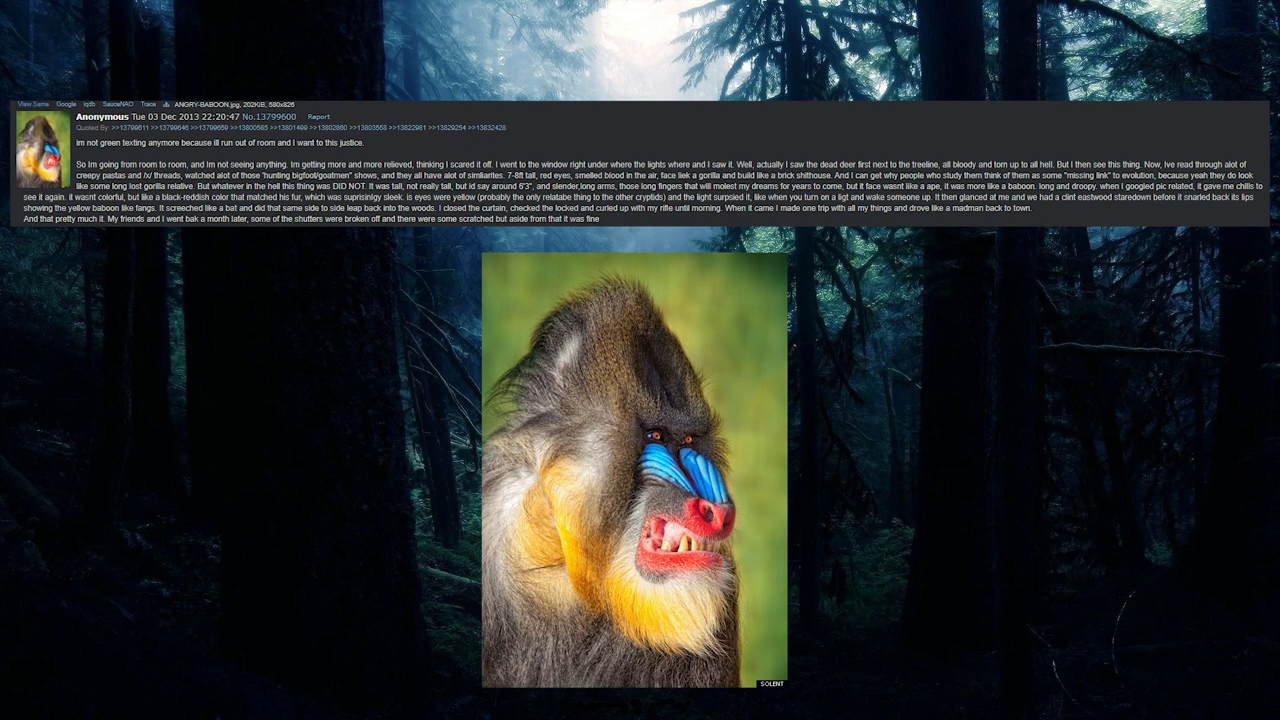 View Same Google iqdb SauceNAO Trace ANGRY-BABOON.jpg, 202KiB, 580x826
Anonymous Tue 03 Dec 2013 22:20:47 No.13799600 Report
Quoted By: >>13799611 >>13799646 >>13799659 >>13800585 >>13801499 >>13802860 >>13803558 >>13822981 >>13829254 >>13832428
im not green texting anymore because ill run out of room and I want to this justice.
So Im going from room to room, and Im not seeing anything. Im getting more and more relieved, thinking I scared it off. I went to the window right under where the lights where and I saw it. Well, actually I saw the dead deer first next to the treeline, all bloody and torn up to all hell. But I then see this thing. Now, Ive read through alot of
creepy pastas and /x/ threads, watched alot of those "hunting bigfoot/goatmen" shows, and they all have alot of simliarites. 7-8ft tall, red eyes, smelled blood in the air, face liek a gorilla and build like a brick shithouse. And I can get why people who study them think of them as some "missing link" to evolution, because yeah they do look
like some long lost gorilla relative. But whatever in the hell this thing was DID NOT. It was tall, not really tall, but id say around 6'3", and slender,long arms, those long fingers that will molest my dreams for years to come, but it face wasnt like a ape, it was more like a baboon. long and droopy. when I googled pic related, it gave me chills to
see it again. It wasnt colorful, but like a black-reddish color that matched his fur, which was suprisinigly sleek. is eyes were yellow (probably the only relatabe thing to the other cryptids) and the light surpsied it, like when you turn on a ligt and wake someone up. It then glanced at me and we had a clint eastwood staredown before it snarled back its lips
showing the yellow baboon like fangs. It screeched like a bat and did that same side to side leap back into the woods. I closed the curtain, checked the locked and curled up with my rifle until morning. When it came I made one trip with all my things and drove like a madman back to town.
And that pretty much it. My friends and I went bak a month later, some of the shutters were broken off and there were some scratched but aside from that it was fine
SOLENT